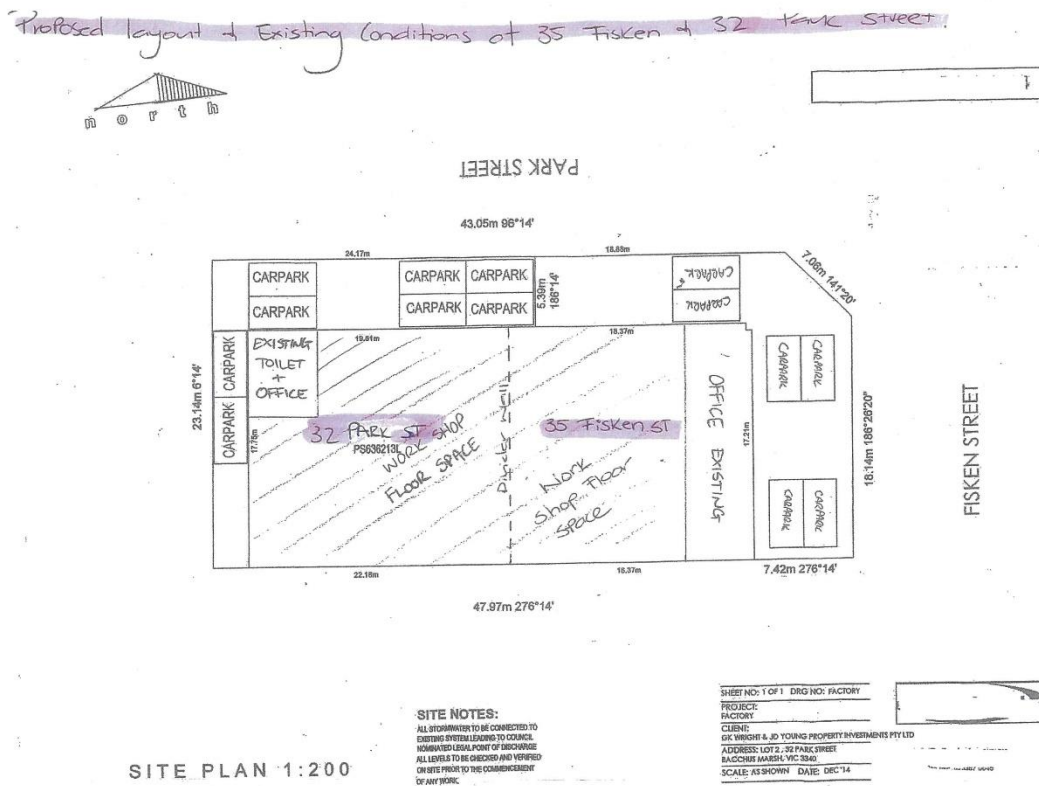 Proposed layout & Existing Conditions of 35 Fisken & 32 Park Street.
north
PARK STREET
43.05m 96°14'
24.17m
18.88m
7.06m 141°20'
CARPARK
CARPARK
CARPARK
CARPARK
CARPARK
CARPARK
5.39m
186°14'
CARPARK
CARPARK
19.81m
18.37m
23.14m 6°14'
CARPARK
CARPARK
EXISTING
TOILET
+
OFFICE
17.75m
32 PARK ST
PS636213L
WORK SHOP
FLOOR SPACE
35 Fisken ST
Work
Shop Floor
Space
OFFICE EXISTING
17.21m
CARPARK
CARPARK
CARPARK
CARPARK
18.14m 186°26'20"
FISKEN STREET
22.16m
18.37m
7.42m 276°14'
47.97m 276°14'
SITE PLAN 1:200
SITE NOTES:
ALL STORMWATER TO BE CONNECTED TO
EXISTING SYSTEM LEADING TO COUNCIL
NOMINATED LEGAL POINT OF DISCHARGE
ALL LEVELS TO BE CHECKED AND VERIFIED
ON SITE PRIOR TO THE COMMENCEMENT
OF ANY WORK.
SHEET NO: 1 OF 1 DRG NO: FACTORY
PROJECT:
FACTORY
CLIENT:
GK WRIGHT & JD YOUNG PROPERTY INVESTMENTS PTY LTD
ADDRESS: LOT 2, 32 PARK STREET
BACCHUS MARSH, VIC 3340
SCALE: AS SHOWN DATE: DEC '14